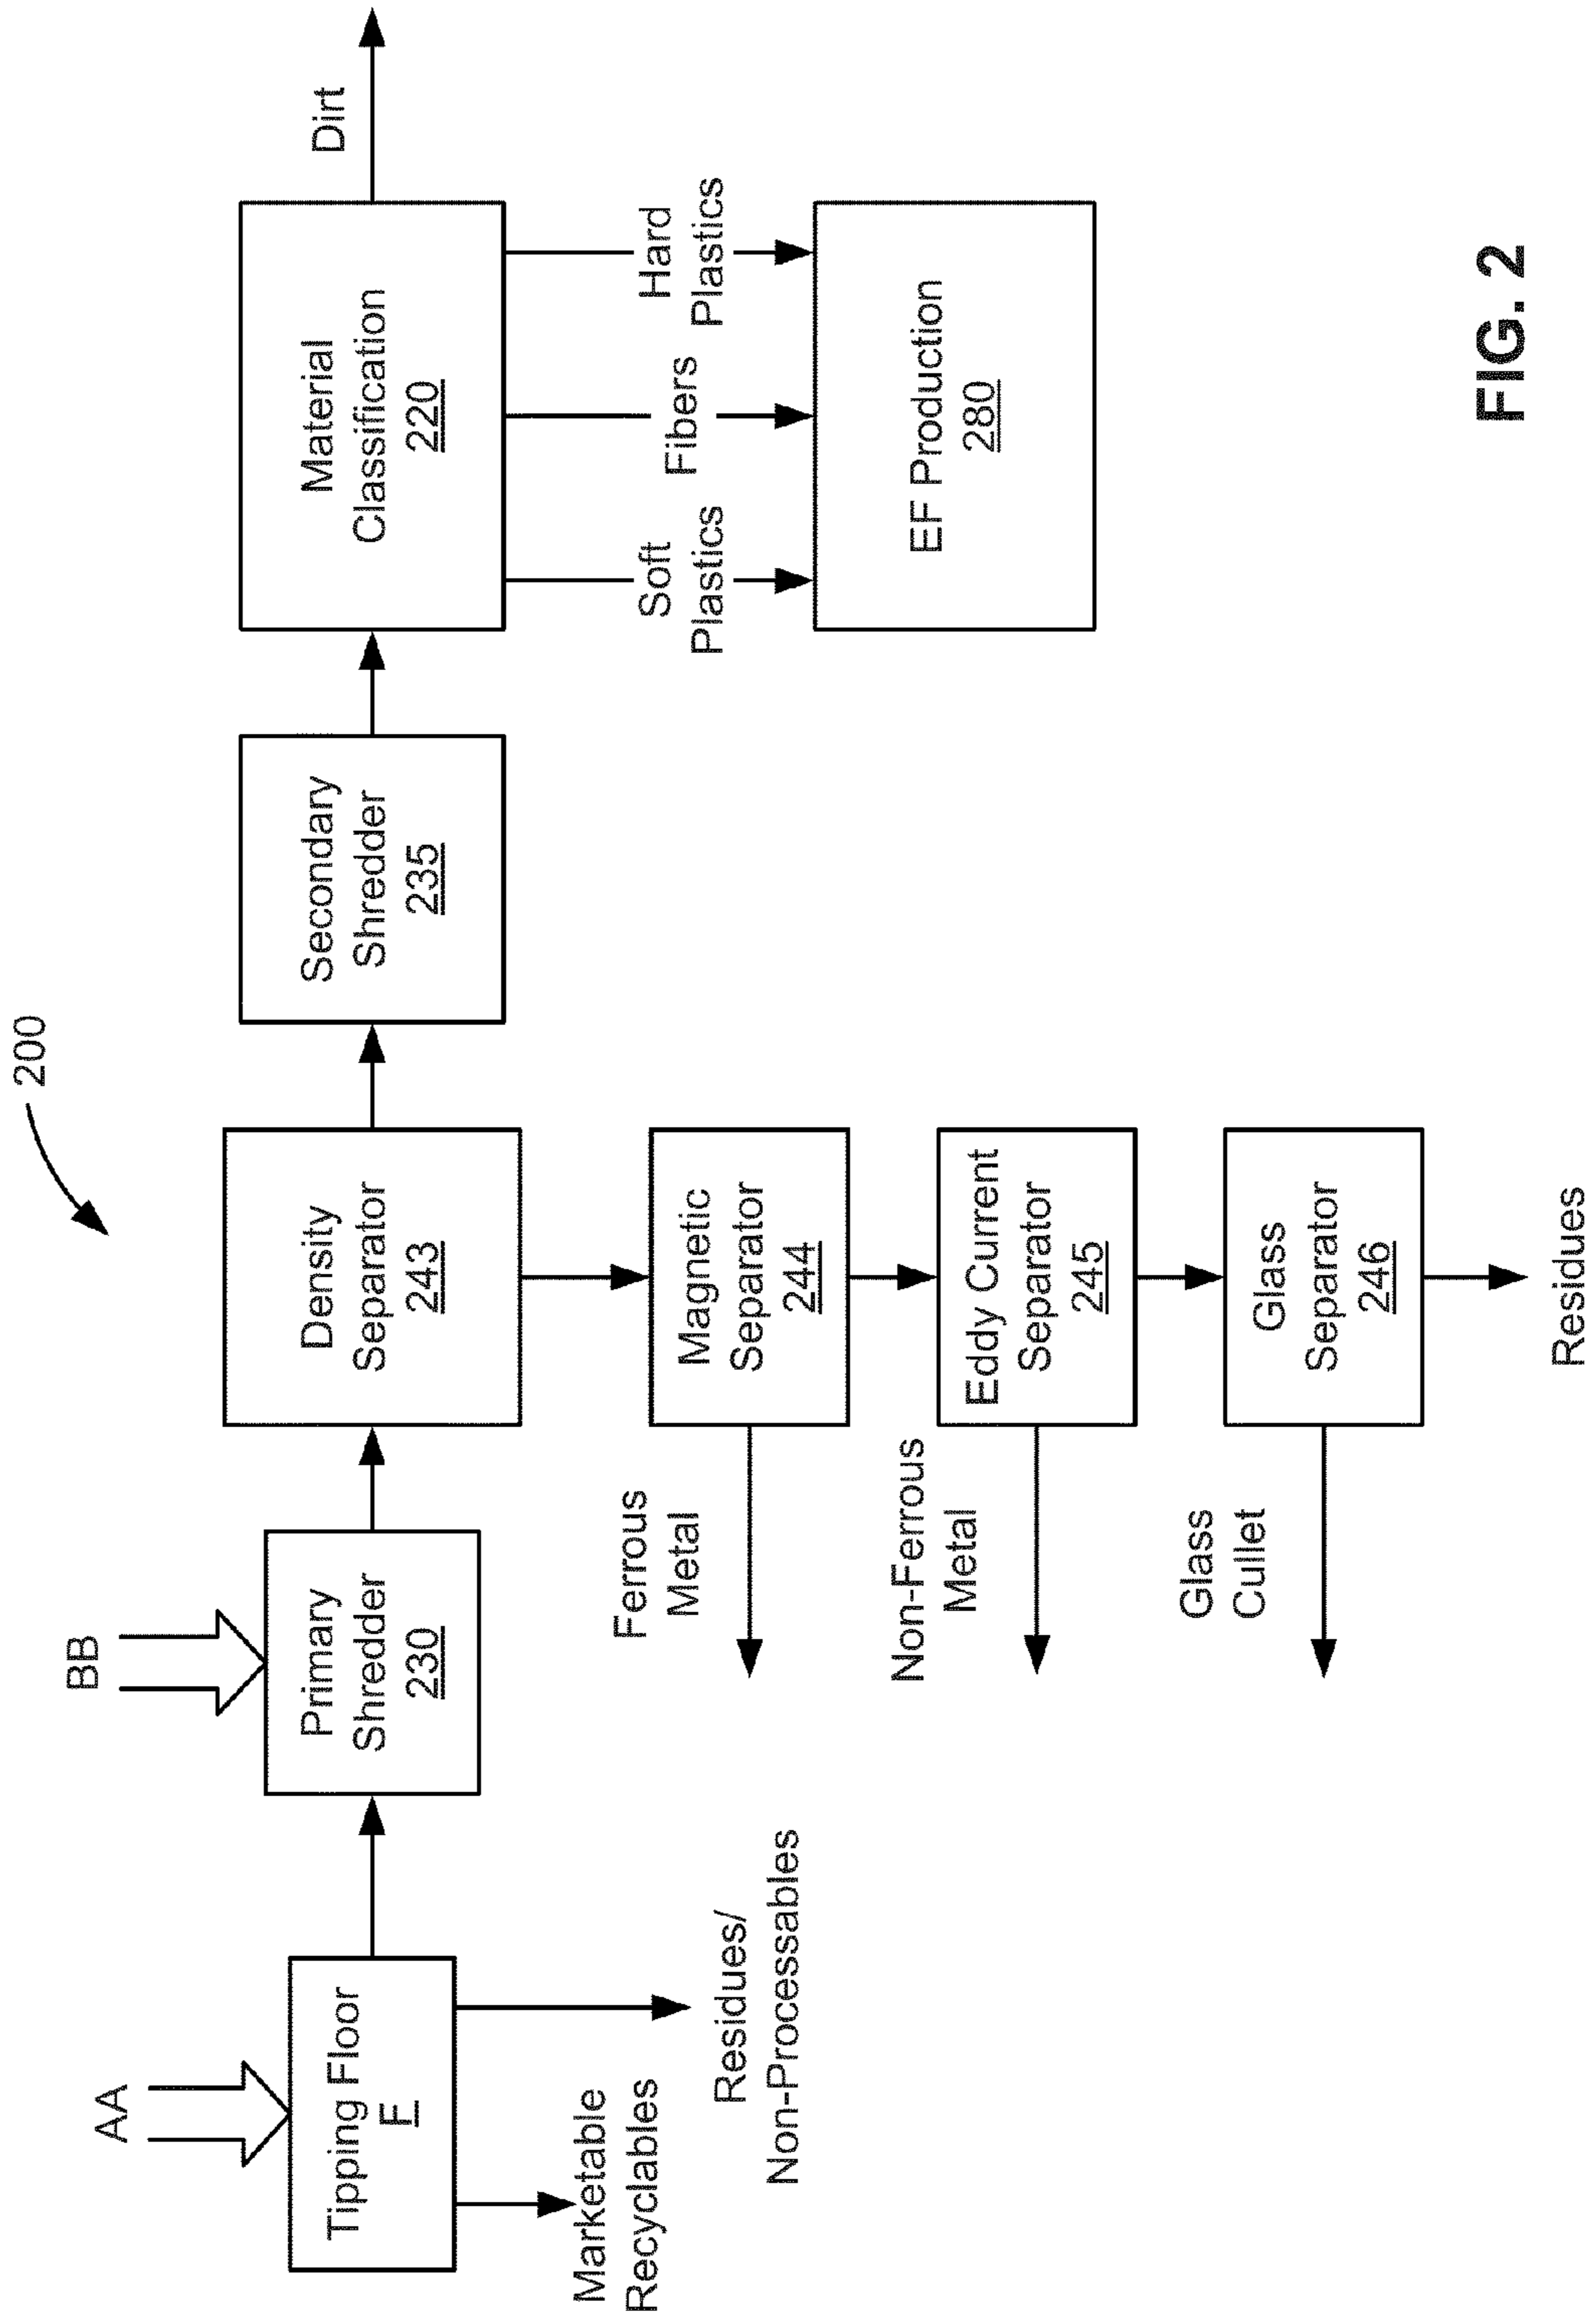 200
AA
BB
Tipping Floor
F
Primary
Shredder
230
Density
Separator
243
Secondary
Shredder
235
Material
Classification
220
Dirt
Marketable
Recyclables
Residues/
Non-Processables
Ferrous
Metal
Magnetic
Separator
244
Soft
Plastics
Fibers
Hard
Plastics
Non-Ferrous
Metal
Eddy Current
Separator
245
EF Production
280
Glass
Cullet
Glass
Separator
246
Residues
FIG. 2